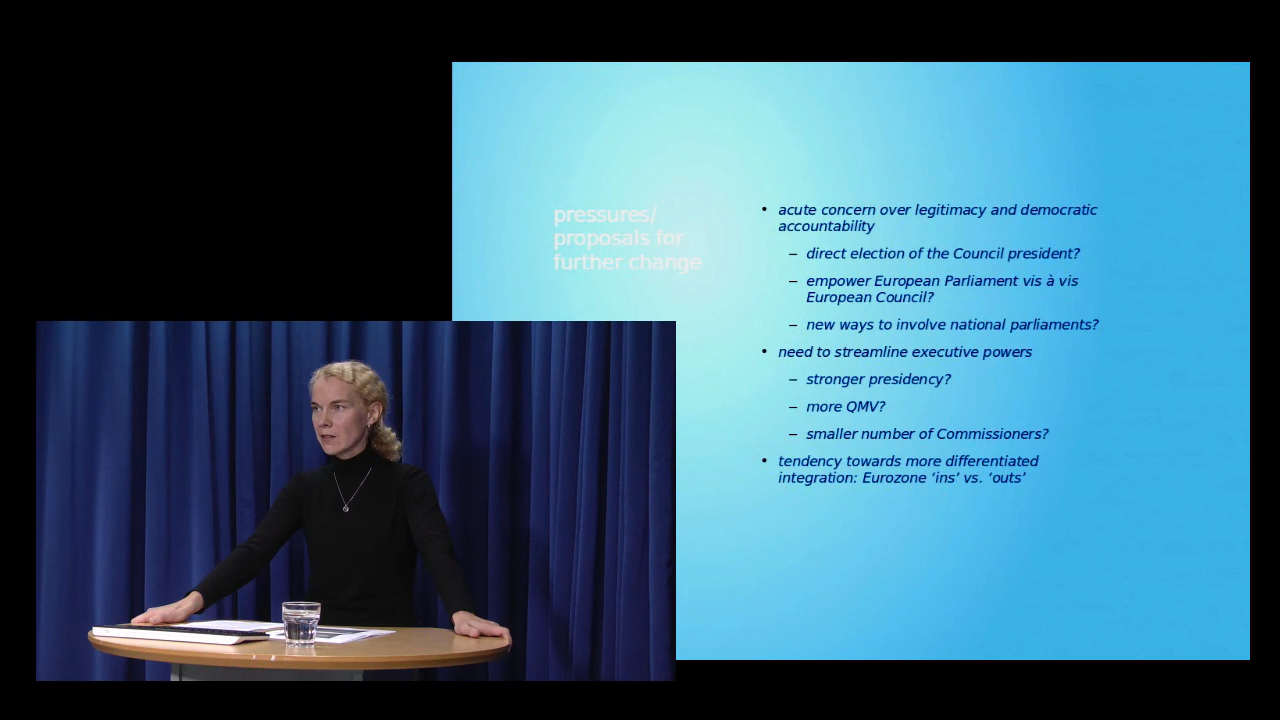 pressures/
proposals for
further change
• acute concern over legitimacy and democratic
accountability
– direct election of the Council president?
– empower European Parliament vis à vis
European Council?
– new ways to involve national parliaments?
• need to streamline executive powers
– stronger presidency?
– more QMV?
– smaller number of Commissioners?
• tendency towards more differentiated
integration: Eurozone ‘ins’ vs. ‘outs’